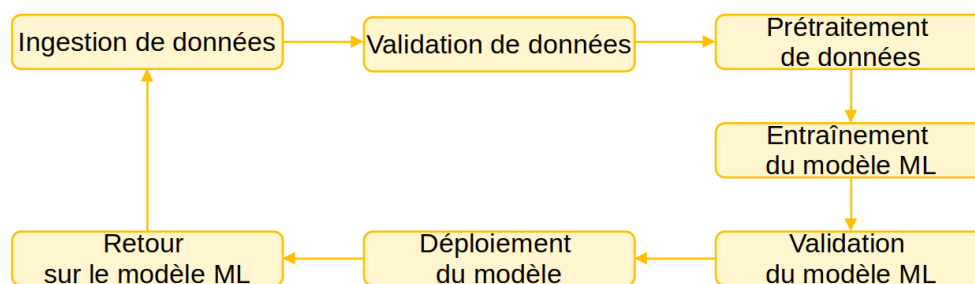 Ingestion de données
Validation de données
Prétraitement
de données
Entraînement
du modèle ML
Validation
du modèle ML
Déploiement
du modèle
Retour
sur le modèle ML